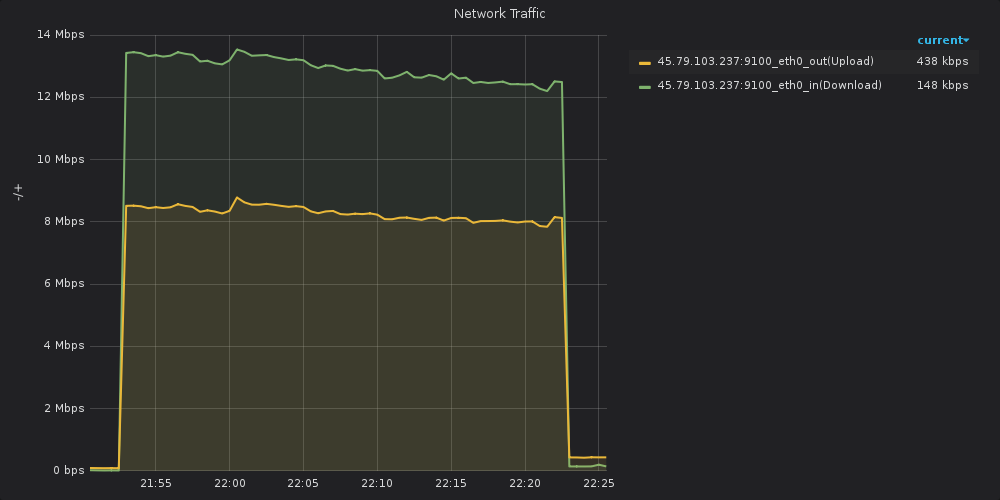 Network Traffic
current
45.79.103.237:9100_eth0_out(Upload) 438 kbps
45.79.103.237:9100_eth0_in(Download) 148 kbps
14 Mbps
12 Mbps
10 Mbps
8 Mbps
6 Mbps
4 Mbps
2 Mbps
0 bps
-/+
21:55 22:00 22:05 22:10 22:15 22:20 22:25